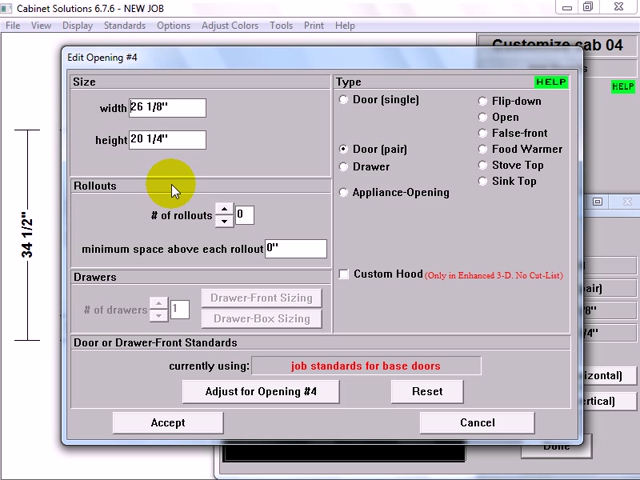 Cabinet Solutions 6.7.6 - NEW JOB
File View Display Standards Options Adjust Colors Tools Print Help
Customize cab 04
HELP
34 1/2"
Edit Opening #4
Size
width 26 1/8"
height 20 1/4"
Rollouts
# of rollouts 0
minimum space above each rollout 0"
Drawers
# of drawers 1
Drawer-Front Sizing
Drawer-Box Sizing
Type
HELP
Door (single)
Door (pair)
Drawer
Appliance-Opening
Flip-down
Open
False-front
Food Warmer
Stove Top
Sink Top
Custom Hood (Only in Enhanced 3-D. No Cut-List)
Door or Drawer-Front Standards
currently using: job standards for base doors
Adjust for Opening #4 Reset
Accept Cancel
Done